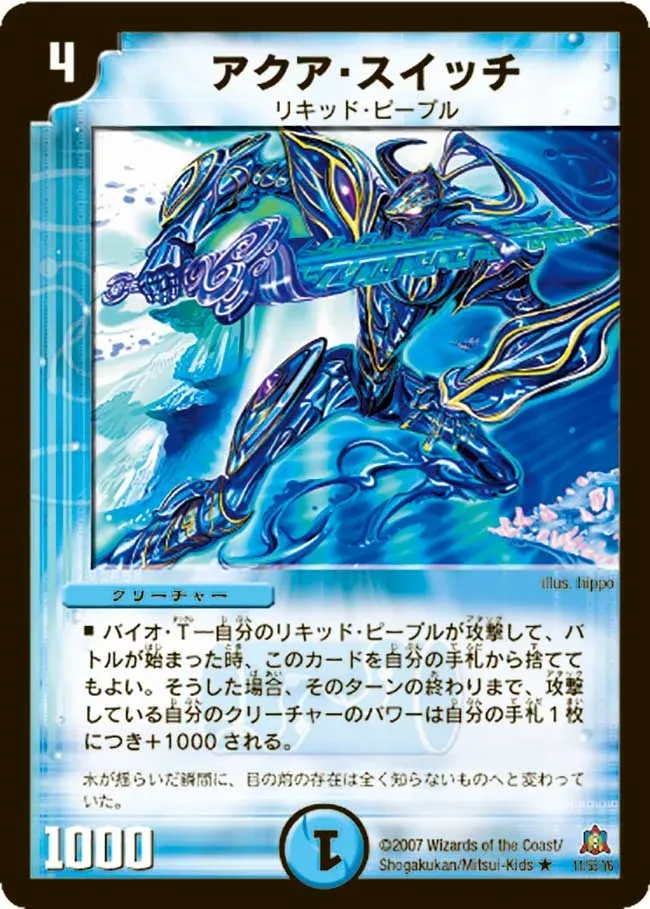 4
アクア・スイッチ
リキッド・ピープル
illus. hippo
クリーチャー
■ バイオ・T―自分のリキッド・ピープルが攻撃して、バ
トルが始まった時、このカードを自分の手札から捨てて
もよい。そうした場合、そのターンの終わりまで、攻撃
している自分のクリーチャーのパワーは自分の手札1枚
につき+1000される。
水が揺らいだ瞬間に、目の前の存在は全く知らないものへと変わって
いた。
1000
1
©2007 Wizards of the Coast/
Shogakukan/Mitsui-Kids ★
11/55 Y6